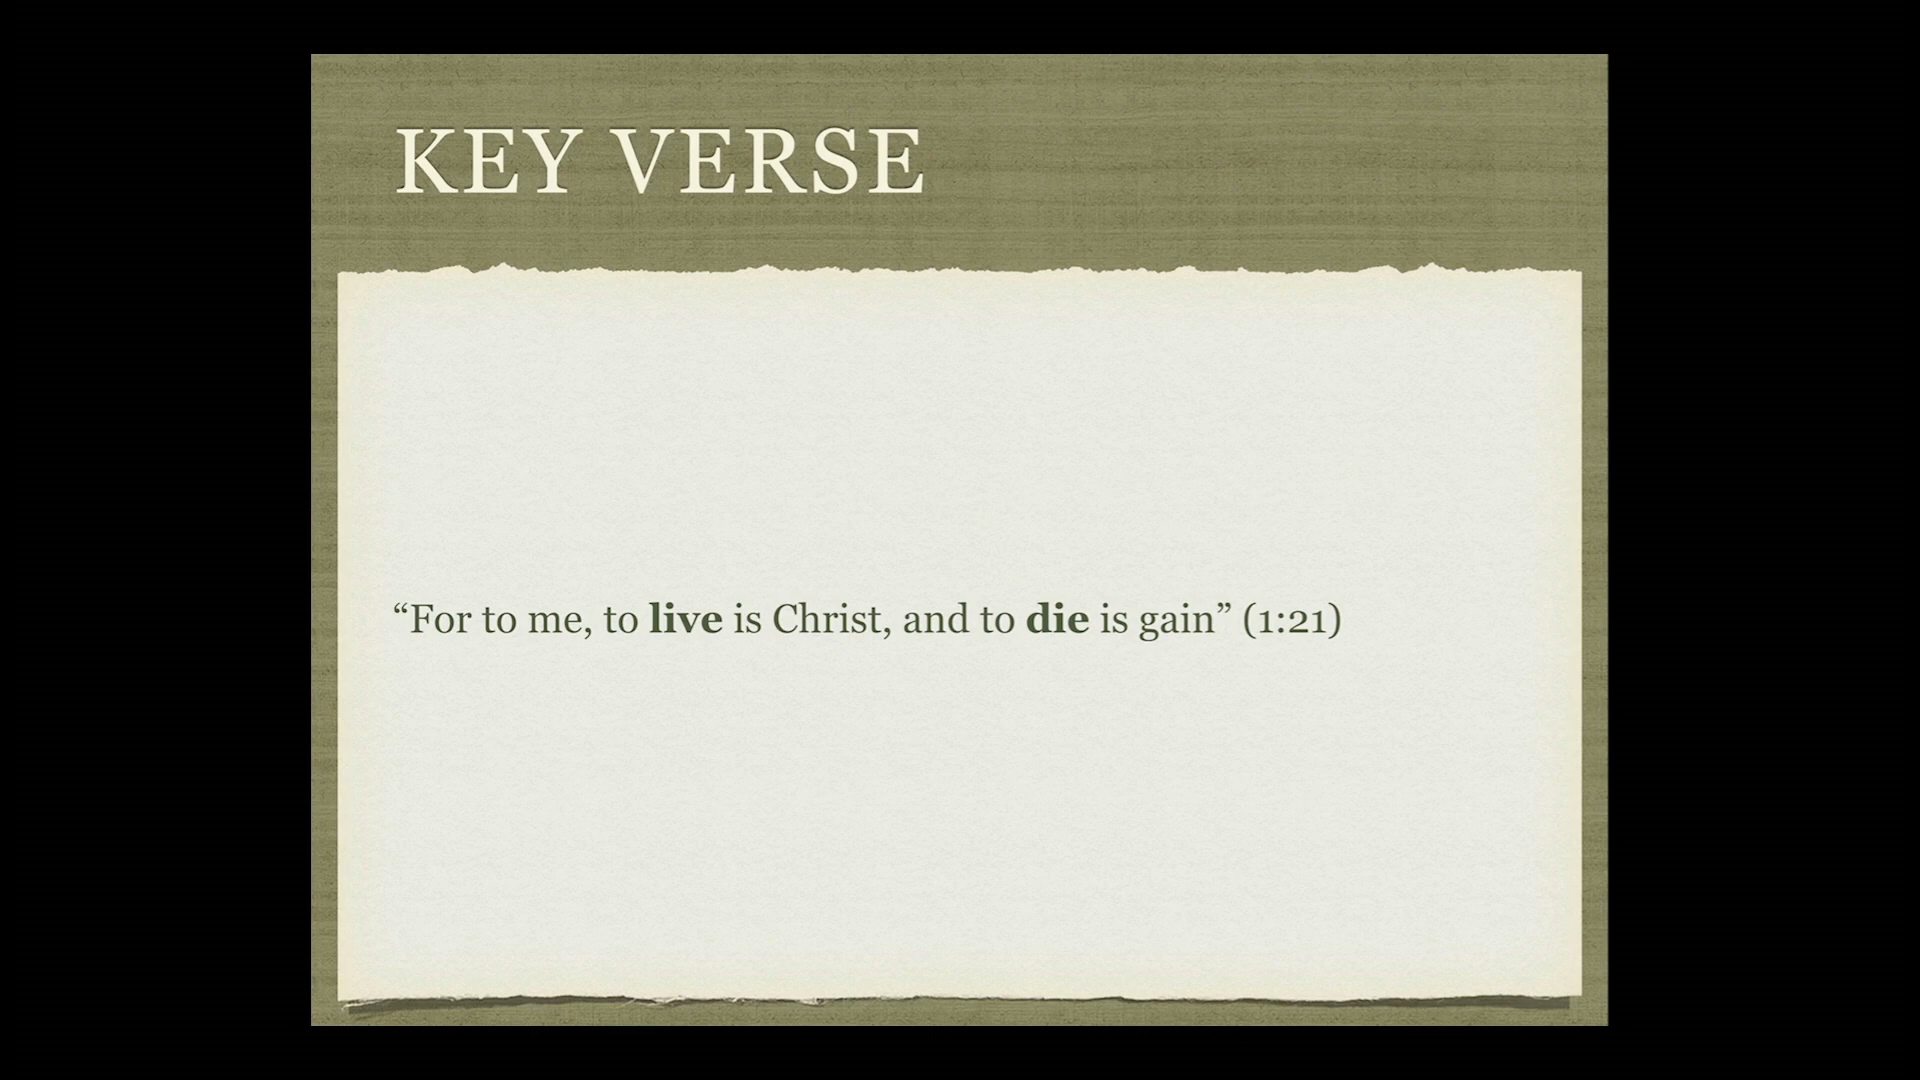 KEY VERSE
“For to me, to live is Christ, and to die is gain” (1:21)